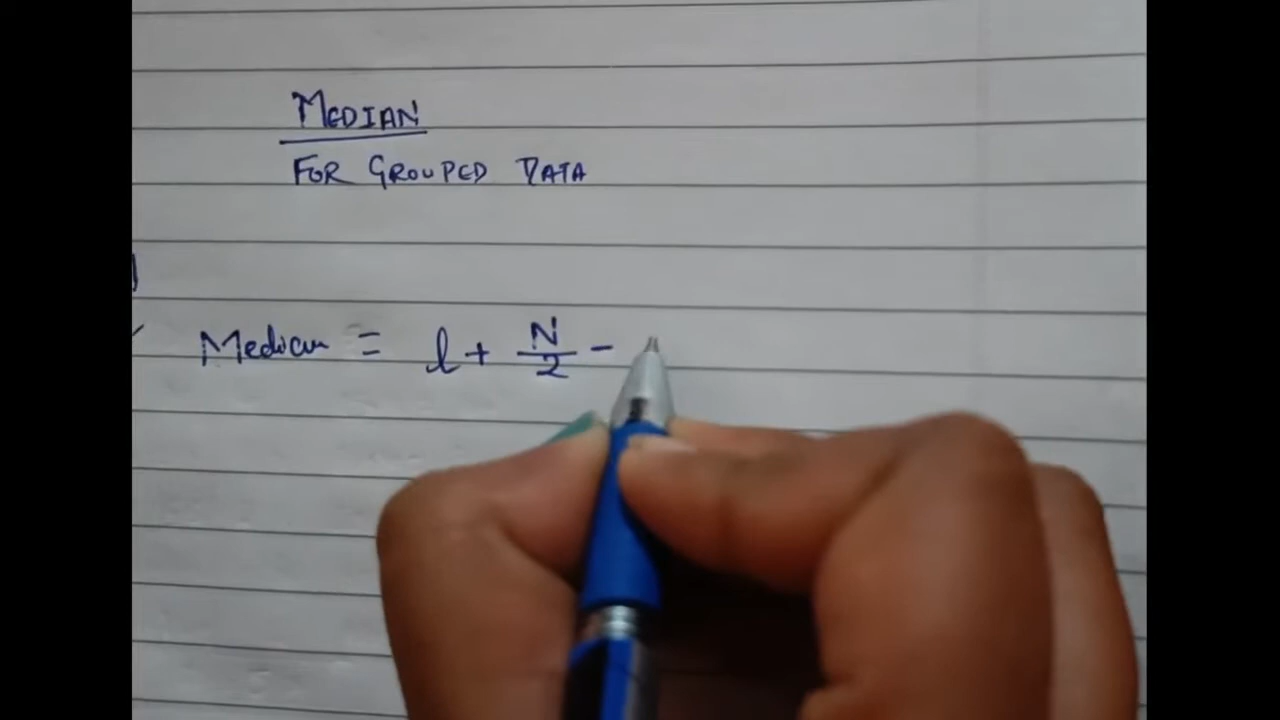 MEDIAN
FOR GROUPED DATA
Median = l + N/2 -